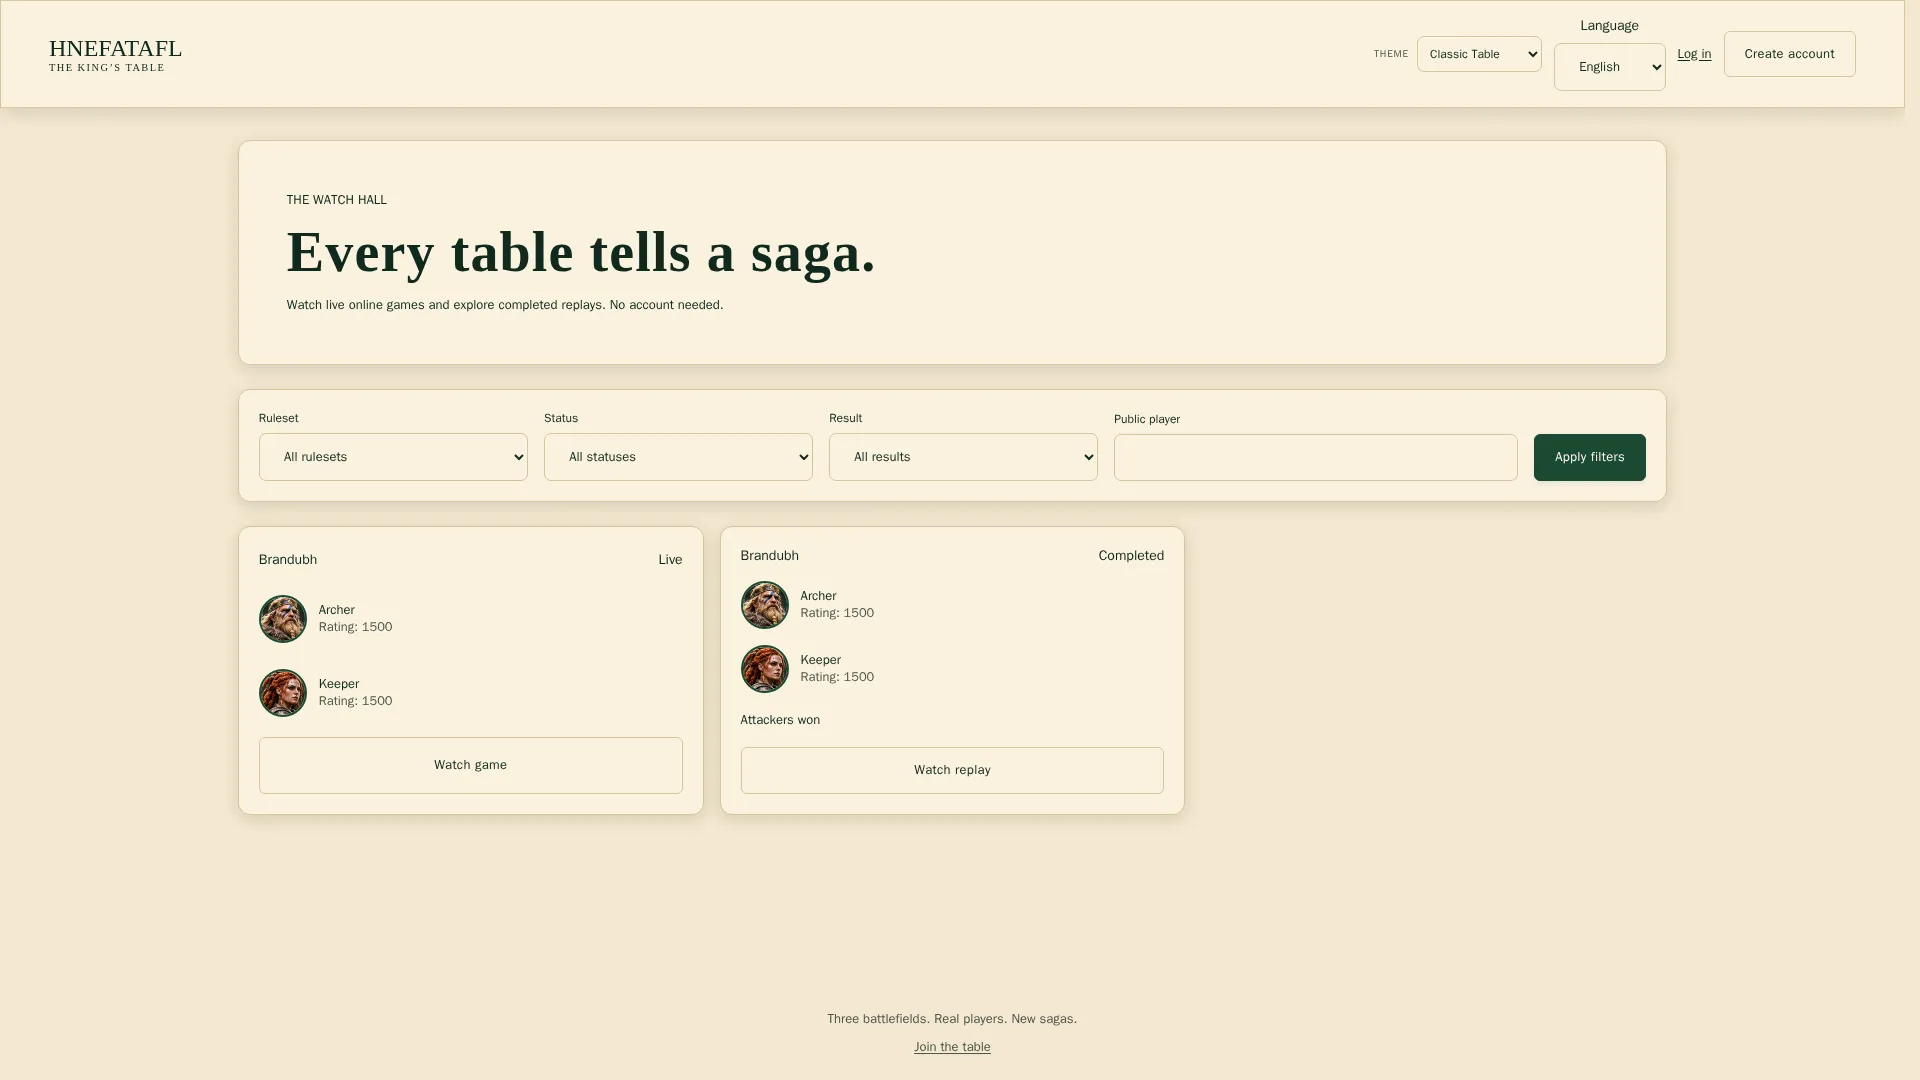 HNEFATAFL
THE KING'S TABLE
THEME
Classic Table
Language
English
Log in
Create account
THE WATCH HALL
Every table tells a saga.
Watch live online games and explore completed replays. No account needed.
Ruleset
All rulesets
Status
All statuses
Result
All results
Public player
Apply filters
Brandubh
Live
Archer
Rating: 1500
Keeper
Rating: 1500
Watch game
Brandubh
Completed
Archer
Rating: 1500
Keeper
Rating: 1500
Attackers won
Watch replay
Three battlefields. Real players. New sagas.
Join the table